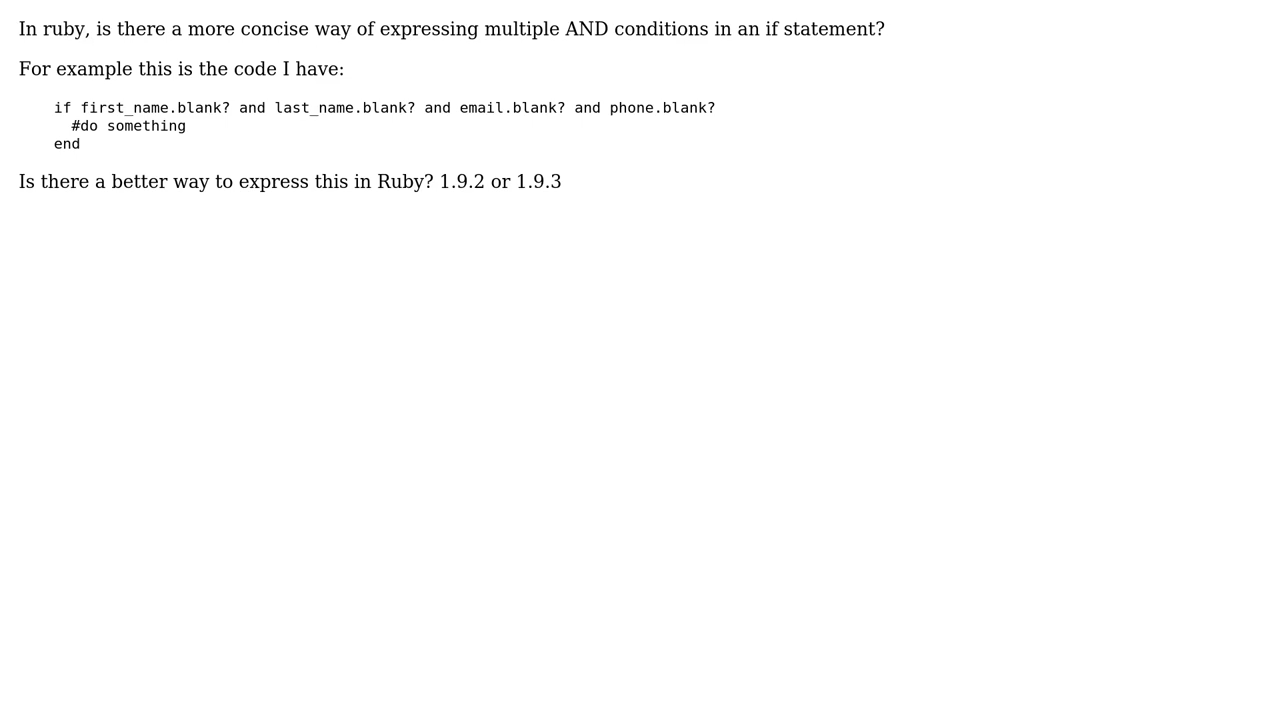 In ruby, is there a more concise way of expressing multiple AND conditions in an if statement?
For example this is the code I have:
if first_name.blank? and last_name.blank? and email.blank? and phone.blank?
  #do something
end
Is there a better way to express this in Ruby? 1.9.2 or 1.9.3